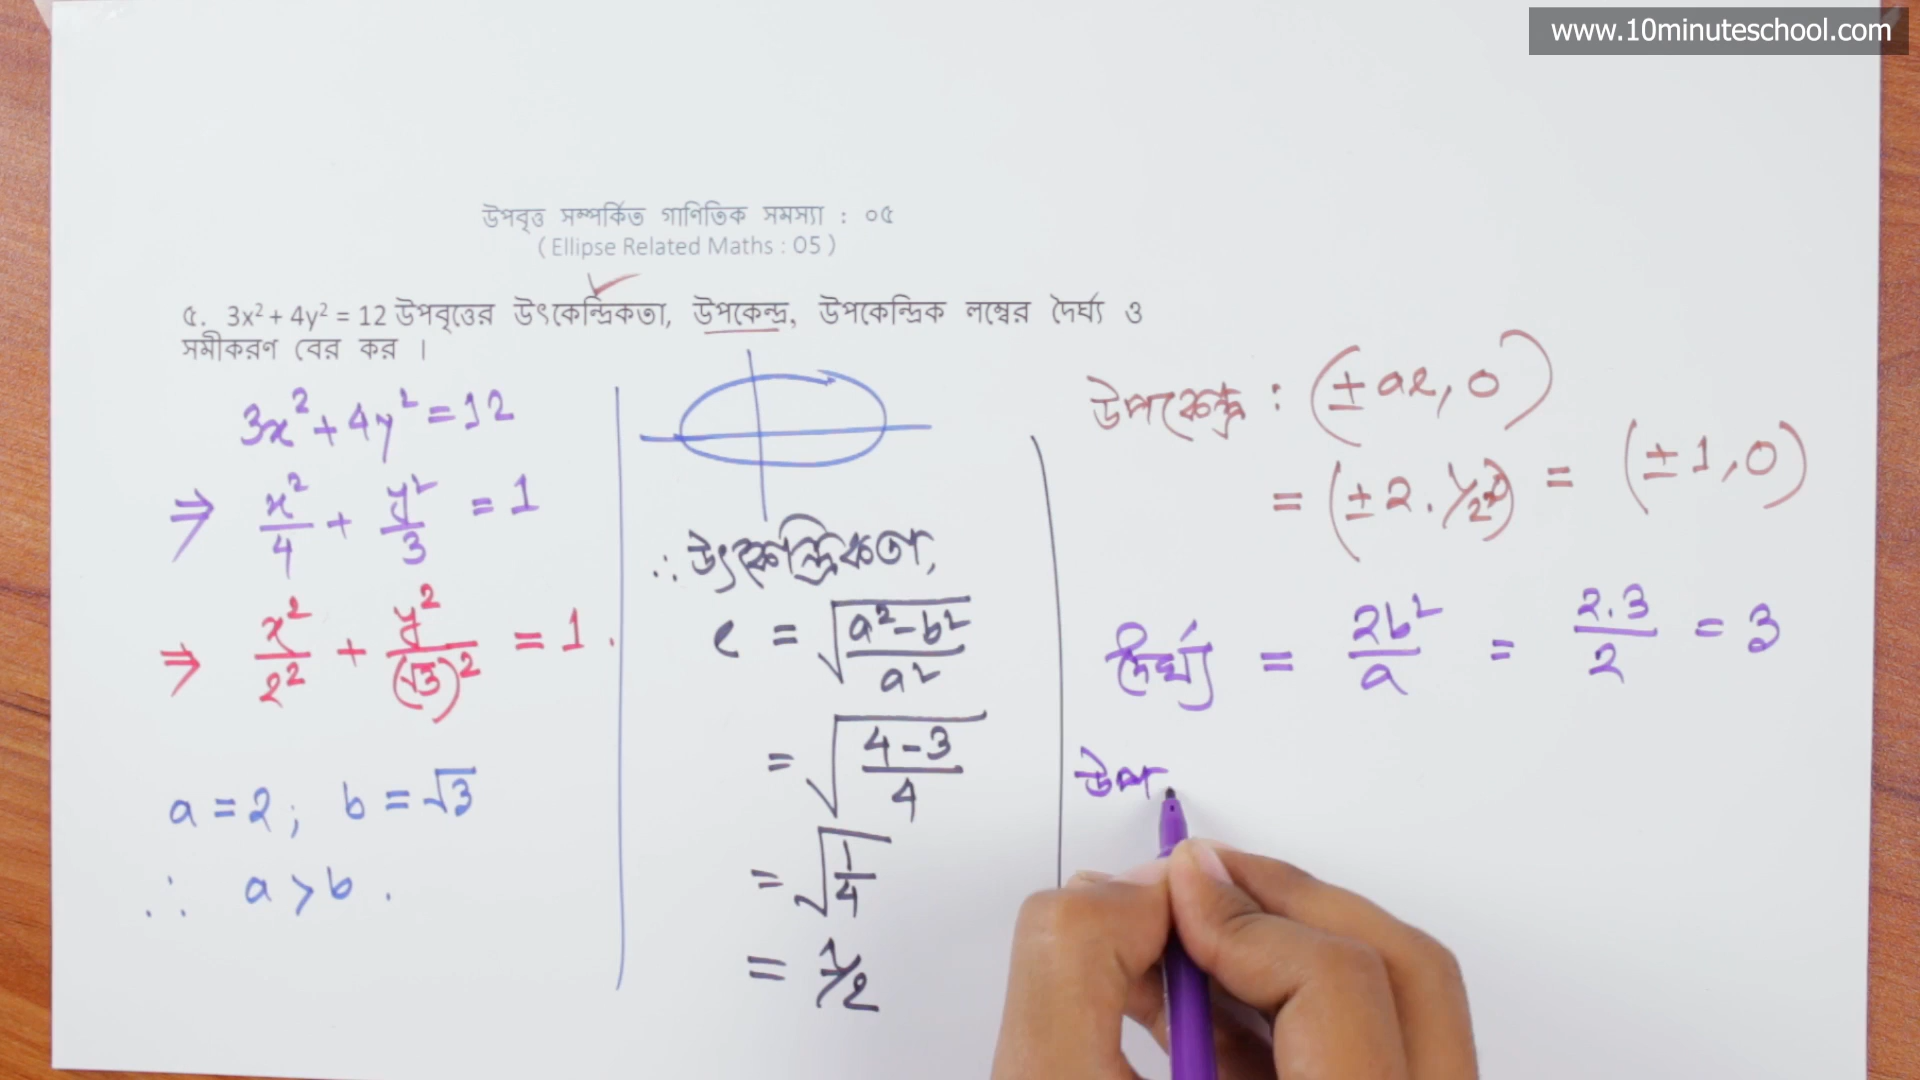 www.10minuteschool.com
উপবৃত্ত সম্পর্কিত গাণিতিক সমস্যা : ০৫
( Ellipse Related Maths : 05 )
৫. 3x² + 4y² = 12 উপবৃত্তের উৎকেন্দ্রিকতা, উপকেন্দ্র, উপকেন্দ্রিক লম্বের দৈর্ঘ্য ও
সমীকরণ বের কর ।
3x² + 4y² = 12
⇒ x²/4 + y²/3 = 1
⇒ x²/2² + y²/(√3)² = 1.
a = 2; b = √3
∴ a > b.
∴ উৎকেন্দ্রিকতা,
e = √((a² - b²)/a²)
= √((4 - 3)/4)
= √(1/4)
= 1/2
উপকেন্দ্র : (± ae, 0)
= (± 2 . 1/2, 0) = (± 1, 0)
দৈর্ঘ্য = 2b²/a = 2.3/2 = 3
উপ